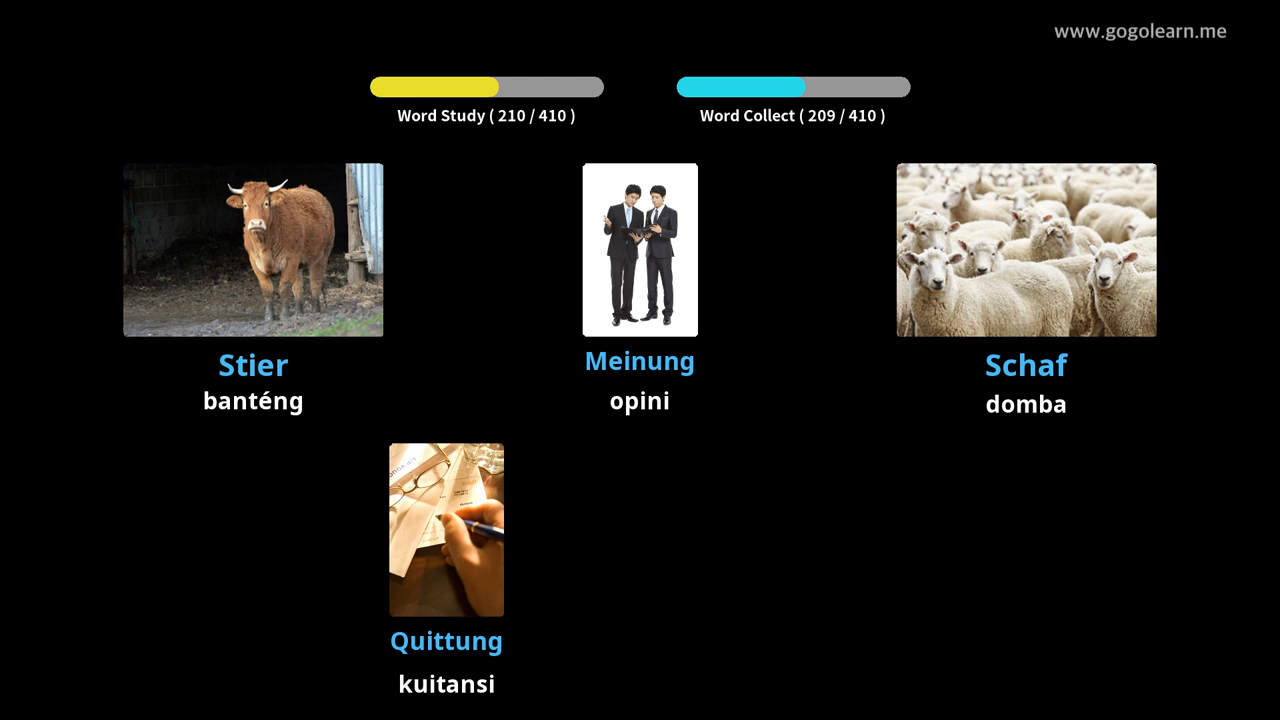 www.gogolearn.me
Word Study ( 210 / 410 )
Word Collect ( 209 / 410 )
Stier
banténg
Meinung
opini
Schaf
domba
Quittung
kuitansi